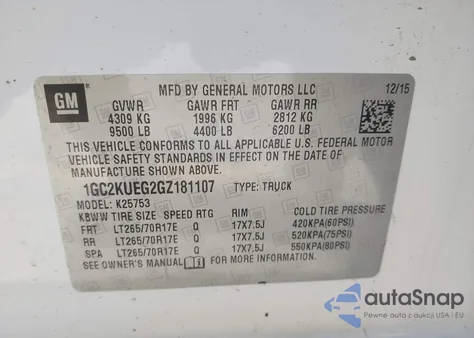 MFD BY GENERAL MOTORS LLC
12/15
GM
GVWR GAWR FRT GAWR RR
4309 KG 1996 KG 2812 KG
9500 LB 4400 LB 6200 LB
THIS VEHICLE CONFORMS TO ALL APPLICABLE U.S. FEDERAL MOTOR
VEHICLE SAFETY STANDARDS IN EFFECT ON THE DATE OF
MANUFACTURE SHOWN ABOVE.
1GC2KUEG2GZ181107 TYPE: TRUCK
MODEL: K25753
KBWW TIRE SIZE SPEED RTG RIM
FRT LT265/70R17E Q 17X7.5J 420KPA(60PSI)
RR LT265/70R17E Q 17X7.5J 520KPA(75PSI)
SPA LT265/70R17E Q 17X7.5J 550KPA(80PSI)
SEE OWNER'S MANUAL FOR MORE INFORMATION.
autoSnap
Pewne auta z aukcji USA i EU